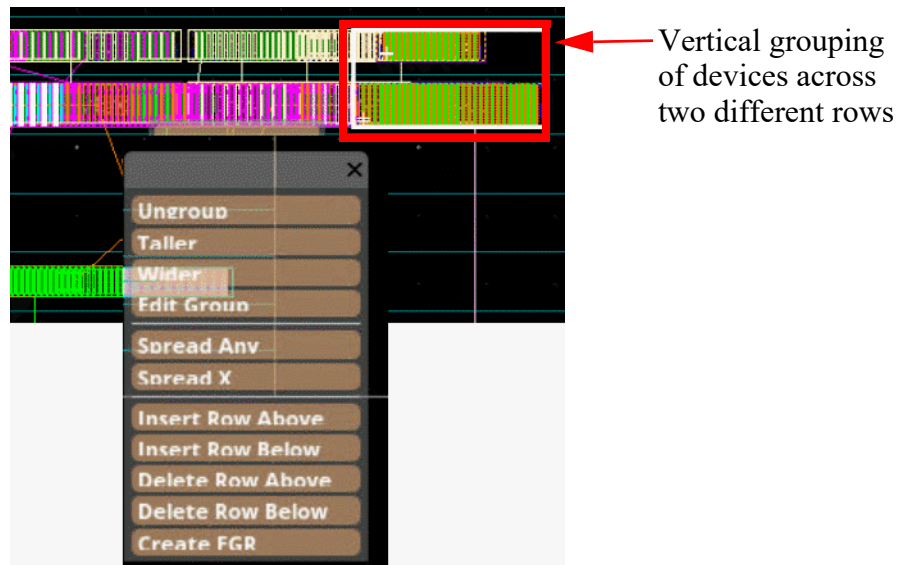 Vertical grouping
of devices across
two different rows
Ungroup
Taller
Wider
Edit Group
Spread Any
Spread X
Insert Row Above
Insert Row Below
Delete Row Above
Delete Row Below
Create FGR